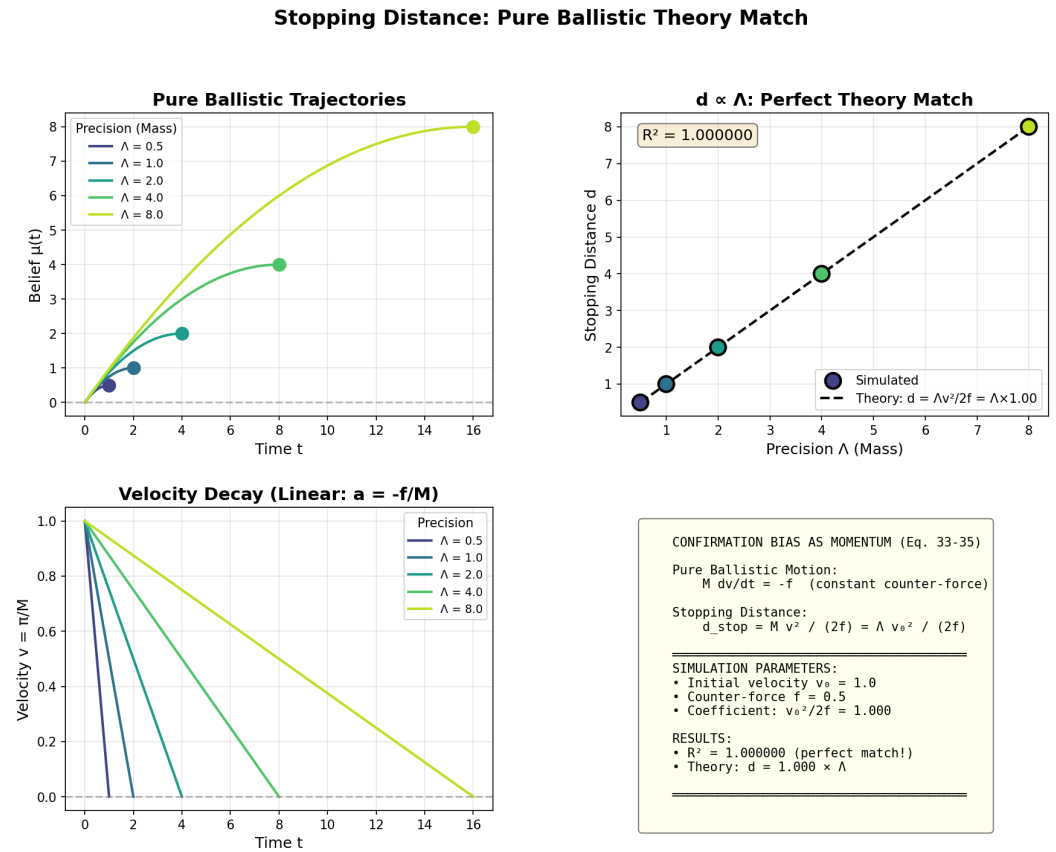 Stopping Distance: Pure Ballistic Theory Match
Pure Ballistic Trajectories
Precision (Mass)
Λ = 0.5
Λ = 1.0
Λ = 2.0
Λ = 4.0
Λ = 8.0
8
7
6
5
4
3
2
1
0
Belief μ(t)
0 2 4 6 8 10 12 14 16
Time t
d ∝ Λ: Perfect Theory Match
R² = 1.000000
8
7
6
5
4
3
2
1
Stopping Distance d
Simulated
Theory: d = Λv²/2f = Λ×1.00
1 2 3 4 5 6 7 8
Precision Λ (Mass)
Velocity Decay (Linear: a = -f/M)
Precision
Λ = 0.5
Λ = 1.0
Λ = 2.0
Λ = 4.0
Λ = 8.0
1.0
0.8
0.6
0.4
0.2
0.0
Velocity v = π/M
0 2 4 6 8 10 12 14 16
Time t
CONFIRMATION BIAS AS MOMENTUM (Eq. 33-35)
Pure Ballistic Motion:
M dv/dt = -f (constant counter-force)
Stopping Distance:
d_stop = M v² / (2f) = Λ v₀² / (2f)
SIMULATION PARAMETERS:
• Initial velocity v₀ = 1.0
• Counter-force f = 0.5
• Coefficient: v₀²/2f = 1.000
RESULTS:
• R² = 1.000000 (perfect match!)
• Theory: d = 1.000 × Λ